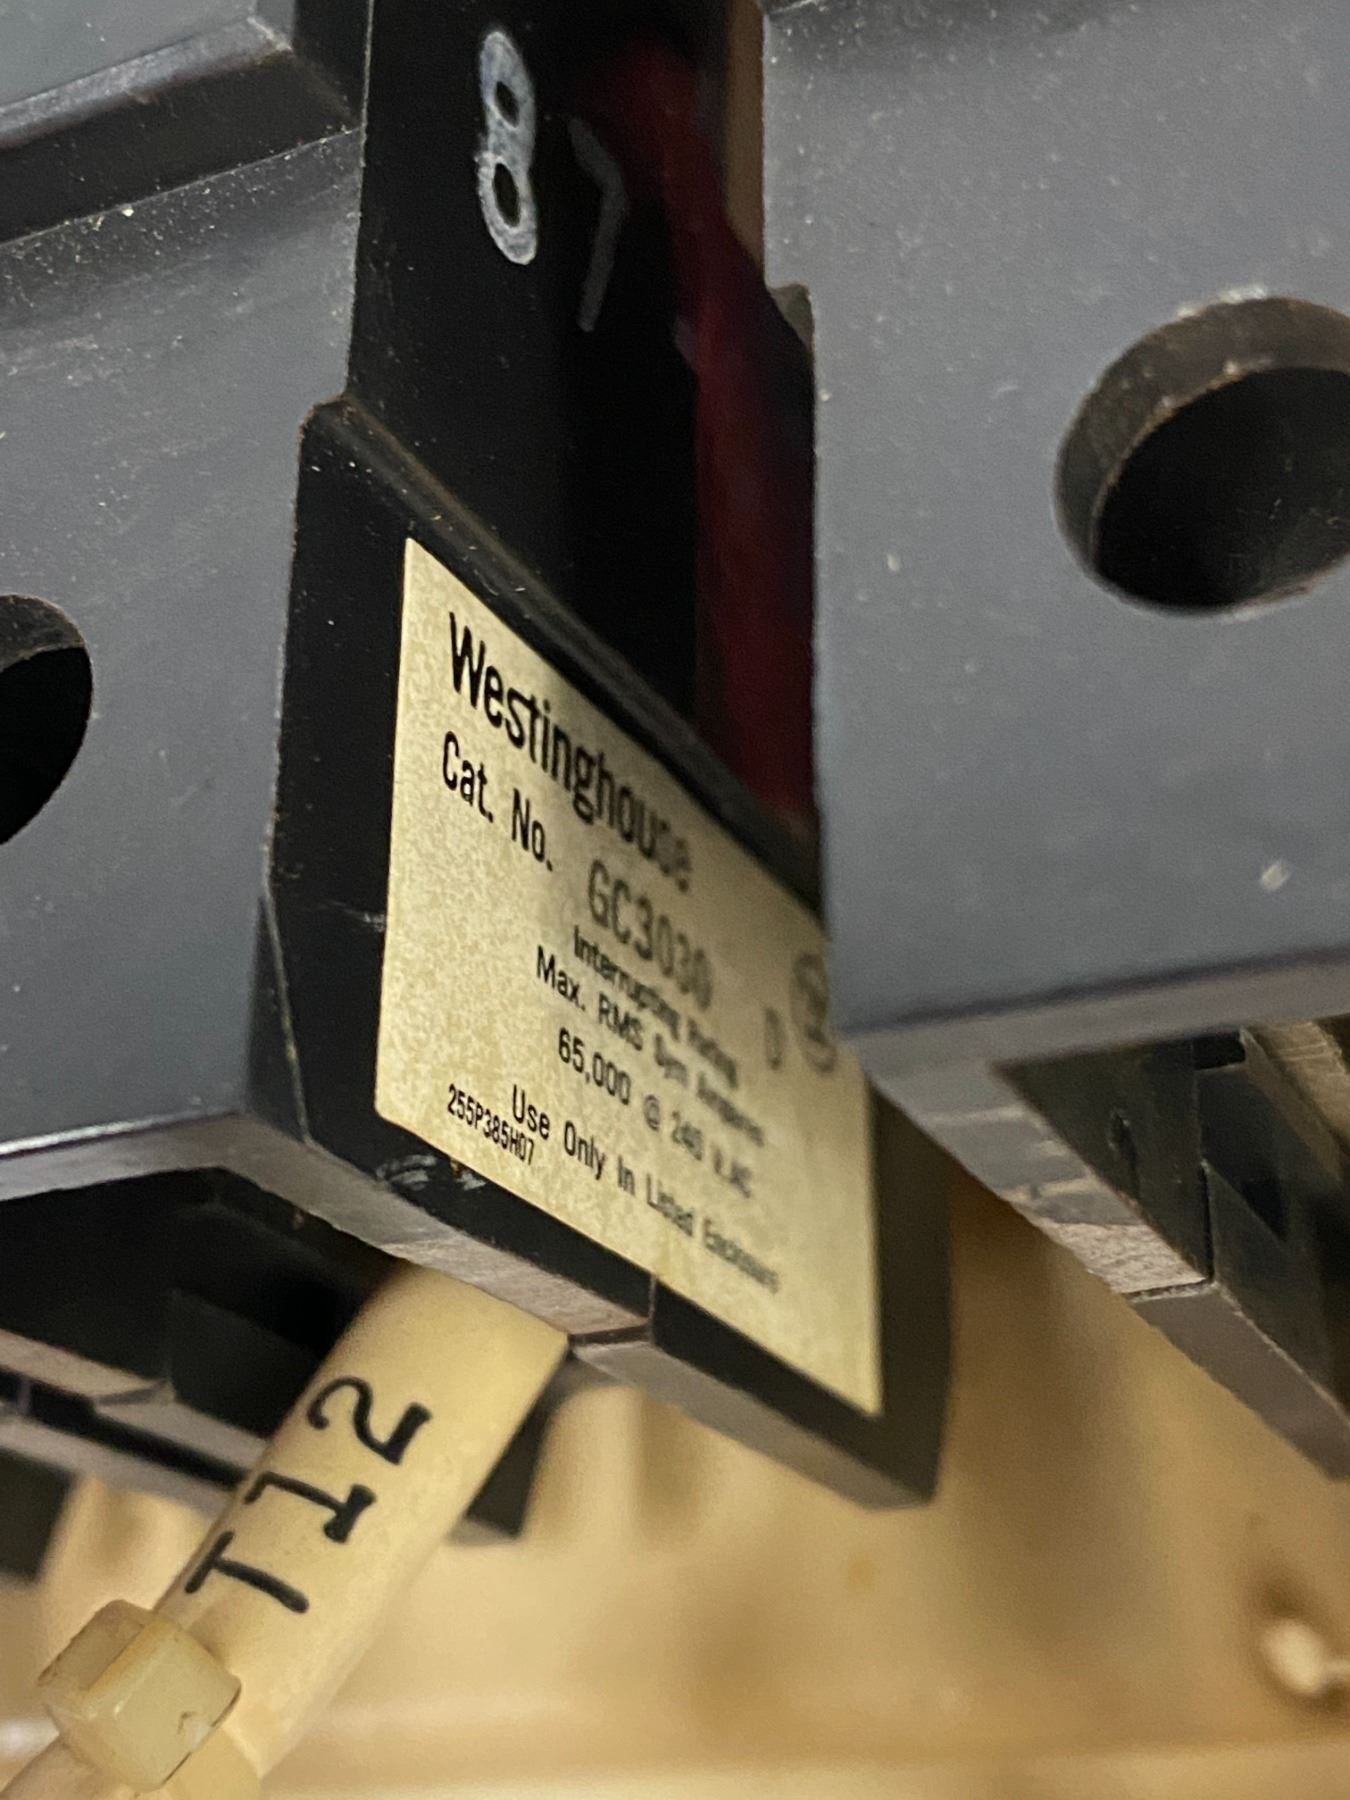 8
Westinghouse
Cat. No. GC3030 D
Interrupting Rating
Max. RMS Sym Amperes
65,000 @ 240 V.AC
Use Only In Listed Enclosure
255P385H07
T12